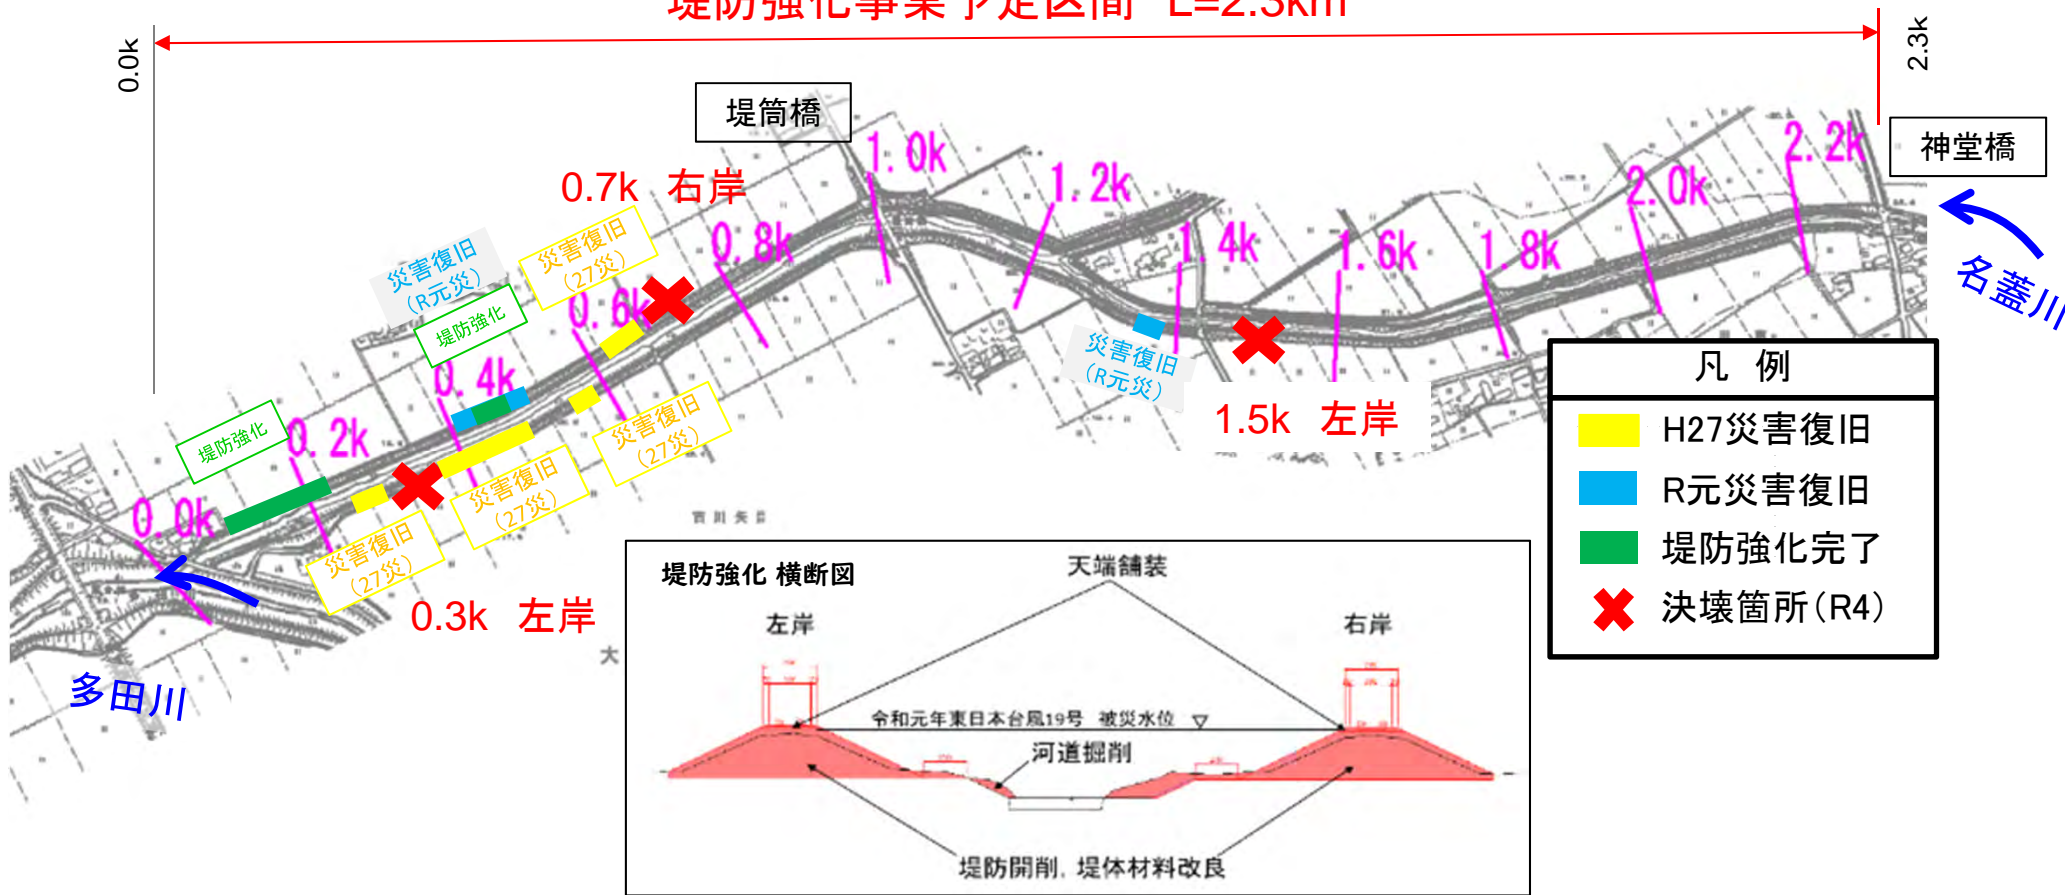 堤防強化事業予定区間 L=2.3km
0.0k
2.3k
堤筒橋
神堂橋
0.7k 右岸
1.0k
1.2k
1.4k
1.6k
1.8k
2.0k
2.2k
0.8k
0.6k
0.4k
0.2k
0.0k
災害復旧
（R元災）
災害復旧
（27災）
堤防強化
堤防強化
災害復旧
（R元災）
災害復旧
（27災）
災害復旧
（27災）
災害復旧
（27災）
1.5k 左岸
0.3k 左岸
名蓋川
多田川
大
凡 例
H27災害復旧
R元災害復旧
堤防強化完了
決壊箇所（R4）
堤防強化 横断図
天端舗装
左岸
右岸
令和元年東日本台風19号 被災水位
河道掘削
堤防開削，堤体材料改良